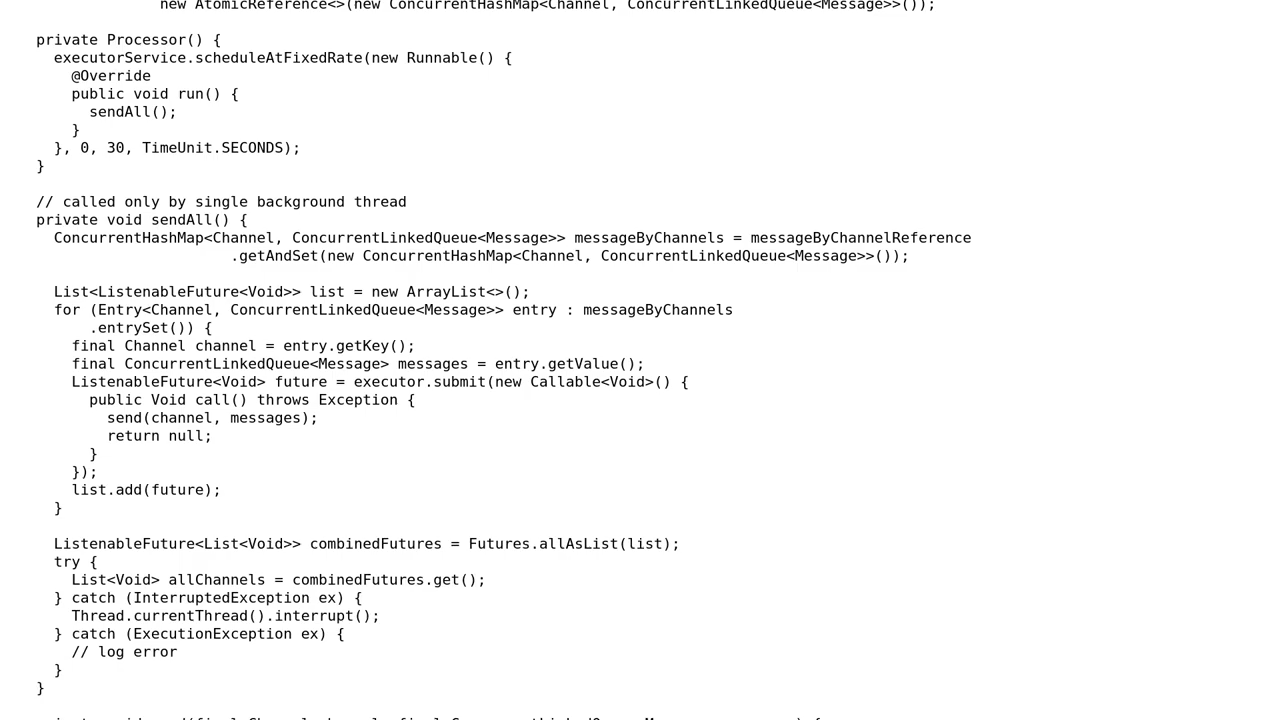 new AtomicReference<>(new ConcurrentHashMap<Channel, ConcurrentLinkedQueue<Message>>());
private Processor() {
executorService.scheduleAtFixedRate(new Runnable() {
@Override
public void run() {
sendAll();
}
}, 0, 30, TimeUnit.SECONDS);
}
// called only by single background thread
private void sendAll() {
ConcurrentHashMap<Channel, ConcurrentLinkedQueue<Message>> messageByChannels = messageByChannelReference
.getAndSet(new ConcurrentHashMap<Channel, ConcurrentLinkedQueue<Message>>());
List<ListenableFuture<Void>> list = new ArrayList<>();
for (Entry<Channel, ConcurrentLinkedQueue<Message>> entry : messageByChannels
.entrySet()) {
final Channel channel = entry.getKey();
final ConcurrentLinkedQueue<Message> messages = entry.getValue();
ListenableFuture<Void> future = executor.submit(new Callable<Void>() {
public Void call() throws Exception {
send(channel, messages);
return null;
}
});
list.add(future);
}
ListenableFuture<List<Void>> combinedFutures = Futures.allAsList(list);
try {
List<Void> allChannels = combinedFutures.get();
} catch (InterruptedException ex) {
Thread.currentThread().interrupt();
} catch (ExecutionException ex) {
// log error
}
}